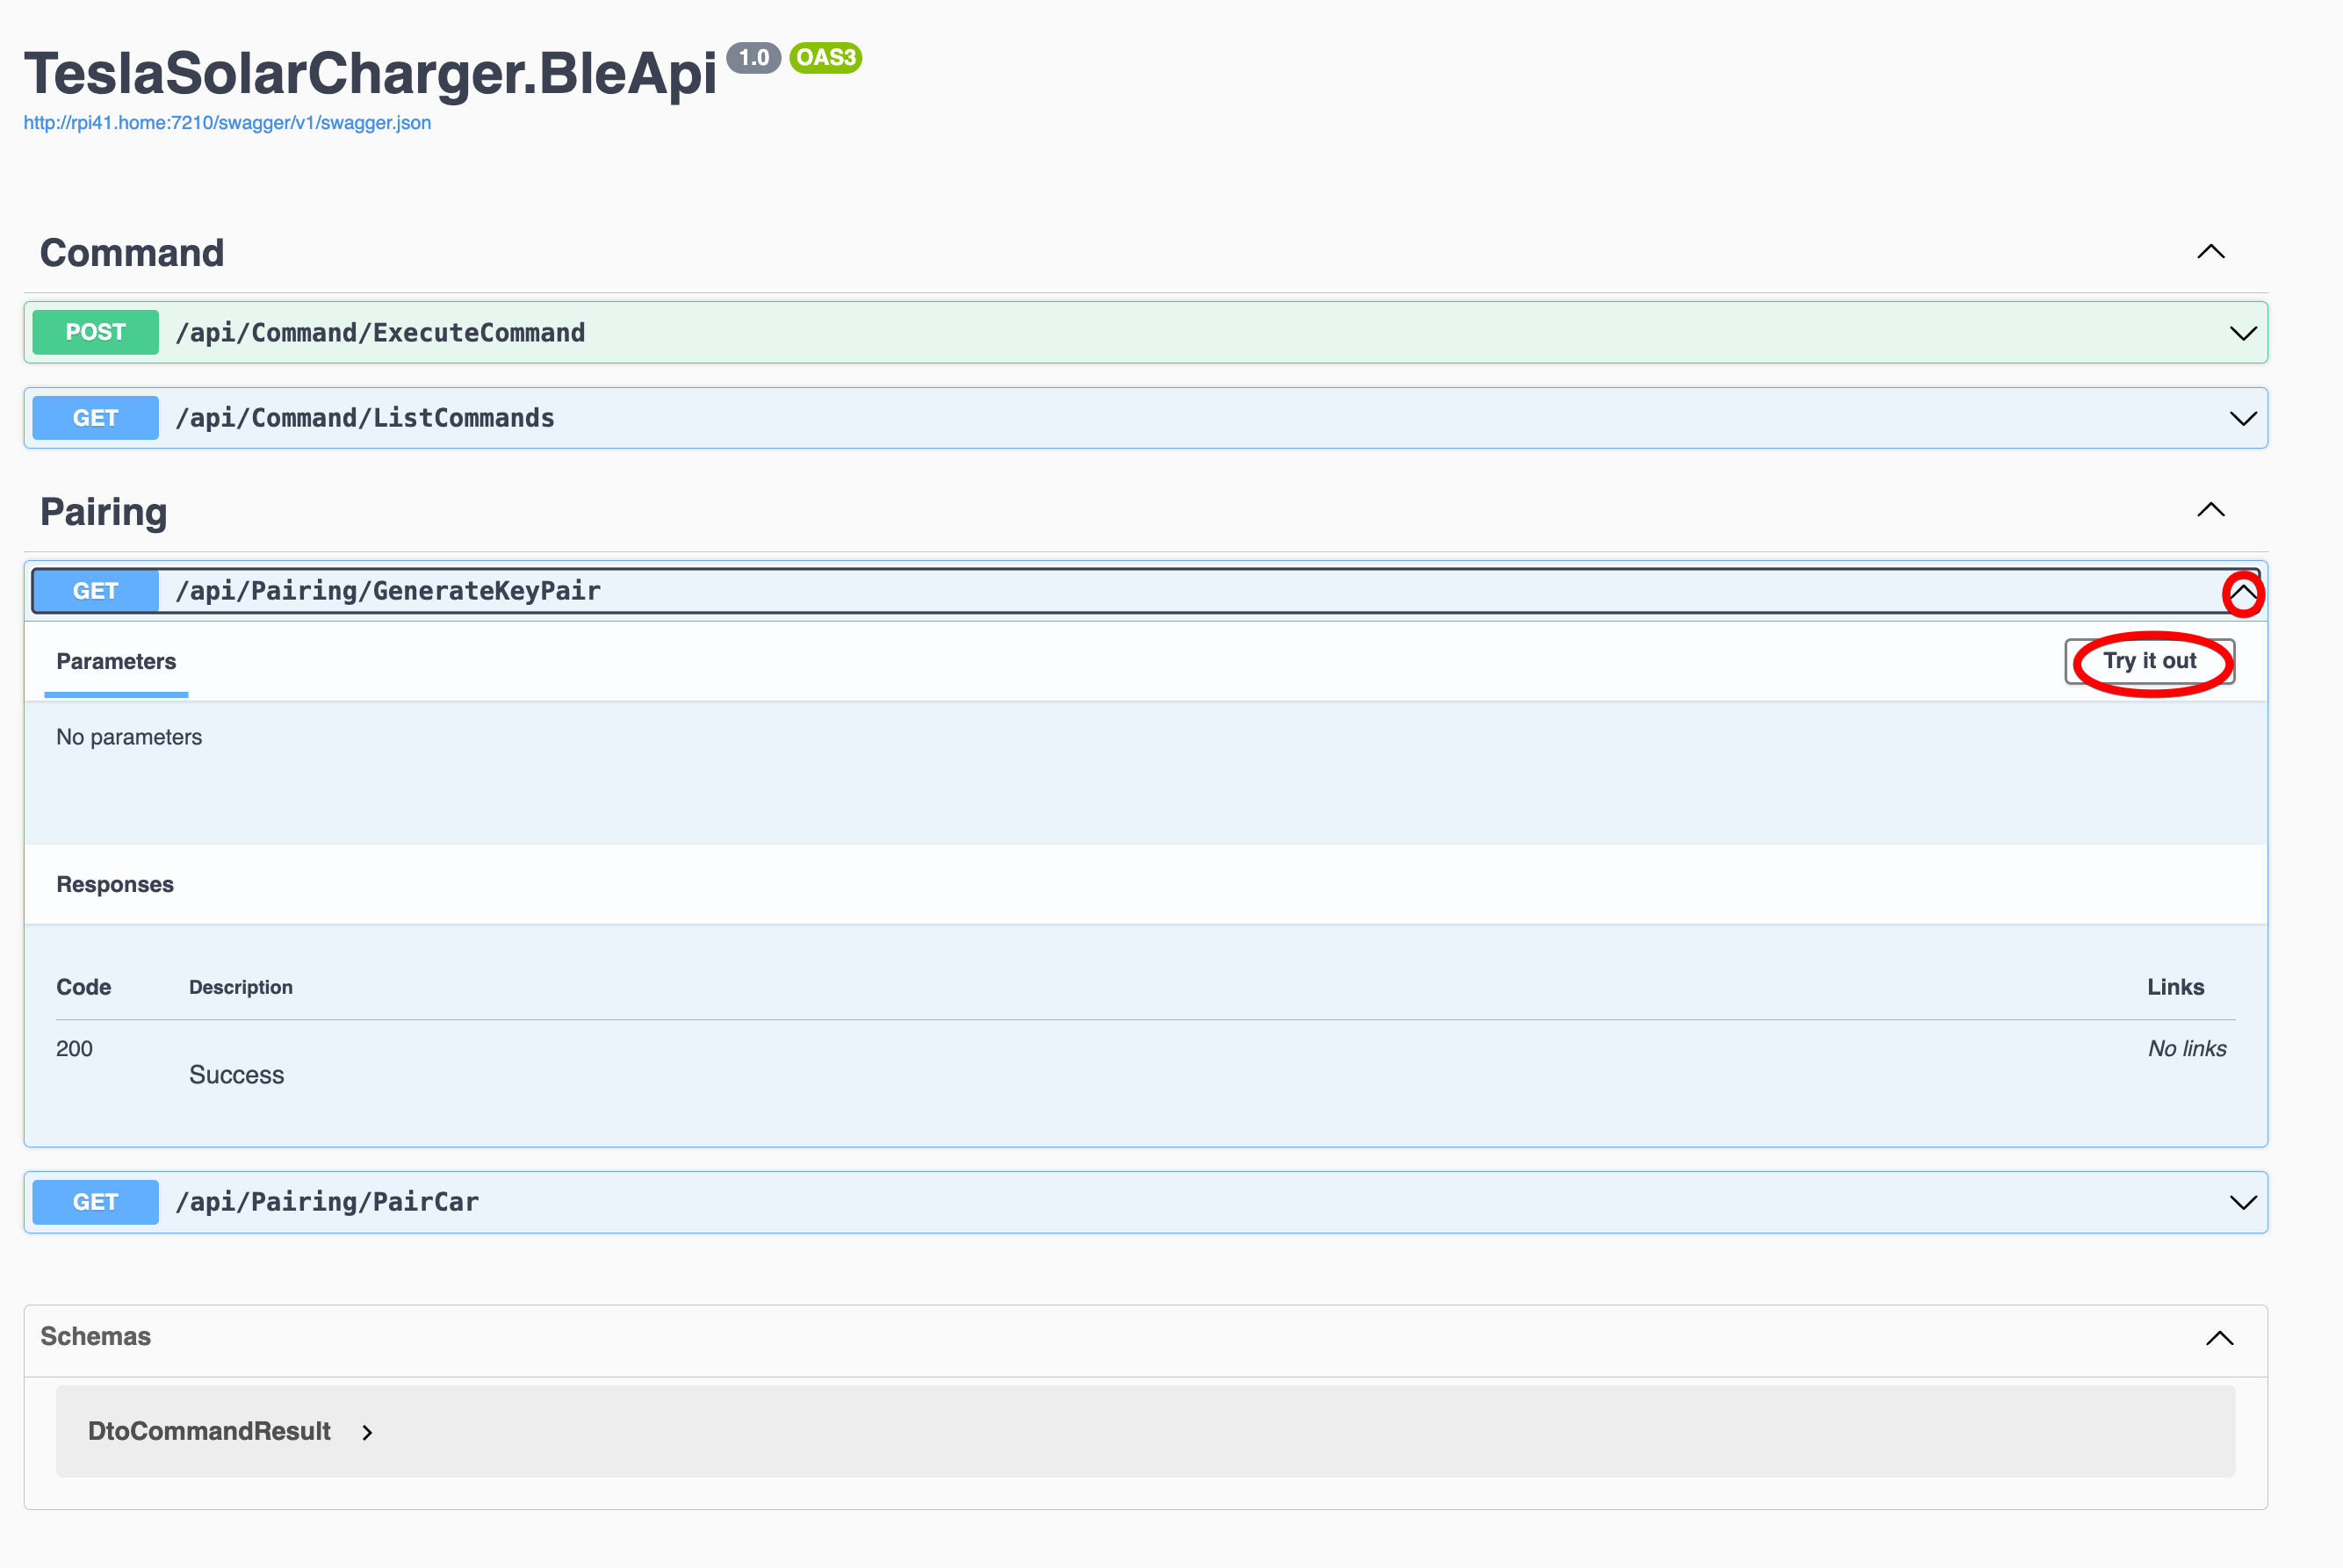 TeslaSolarCharger.BleApi 1.0 OAS3
http://rpi41.home:7210/swagger/v1/swagger.json
Command
POST /api/Command/ExecuteCommand
GET /api/Command/ListCommands
Pairing
GET /api/Pairing/GenerateKeyPair
Parameters Try it out
No parameters
Responses
Code Description Links
200 No links
Success
GET /api/Pairing/PairCar
Schemas
DtoCommandResult